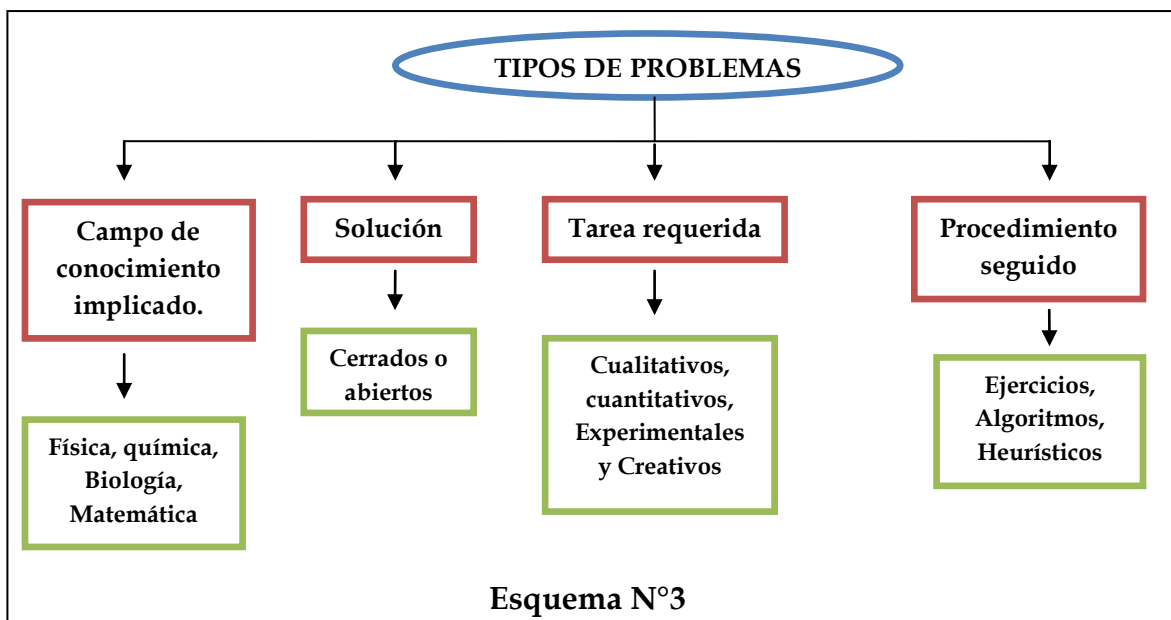 TIPOS DE PROBLEMAS
Campo de
conocimiento
implicado.
Solución
Tarea requerida
Procedimiento
seguido
Física, química,
Biología,
Matemática
Cerrados o
abiertos
Cualitativos,
cuantitativos,
Experimentales
y Creativos
Ejercicios,
Algoritmos,
Heurísticos
Esquema N°3